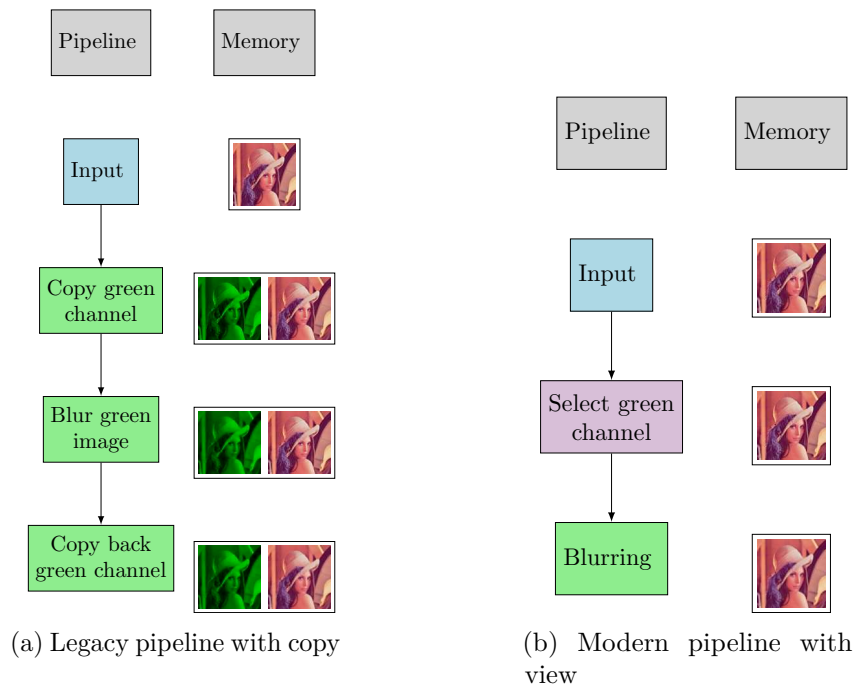 Pipeline
Memory
Input
Copy green
channel
Blur green
image
Copy back
green channel
(a) Legacy pipeline with copy
Pipeline
Memory
Input
Select green
channel
Blurring
(b) Modern pipeline with
view